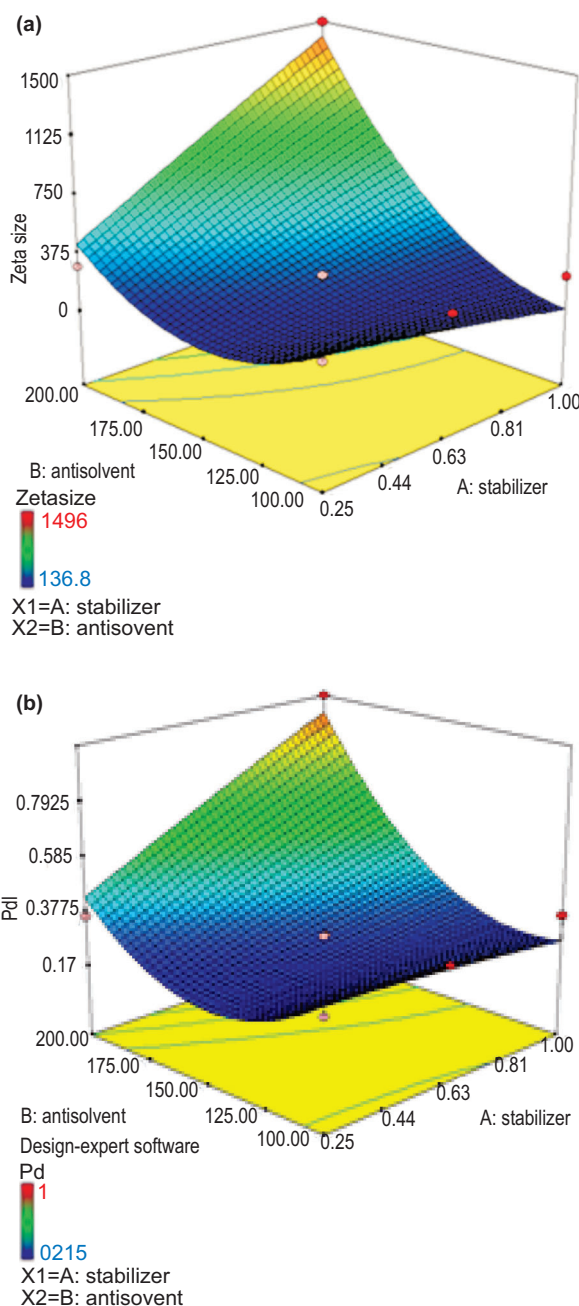 (a)
1500
1125
750
375
0
Zeta size
200.00
175.00
150.00
125.00
100.00
B: antisolvent
1.00
0.81
0.63
0.44
0.25
A: stabilizer
Zetasize
1496
136.8
X1=A: stabilizer
X2=B: antisovent
(b)
0.7925
0.585
0.3775
0.17
PdI
200.00
175.00
150.00
125.00
100.00
B: antisolvent
1.00
0.81
0.63
0.44
0.25
A: stabilizer
Design-expert software
Pd
1
0215
X1=A: stabilizer
X2=B: antisovent